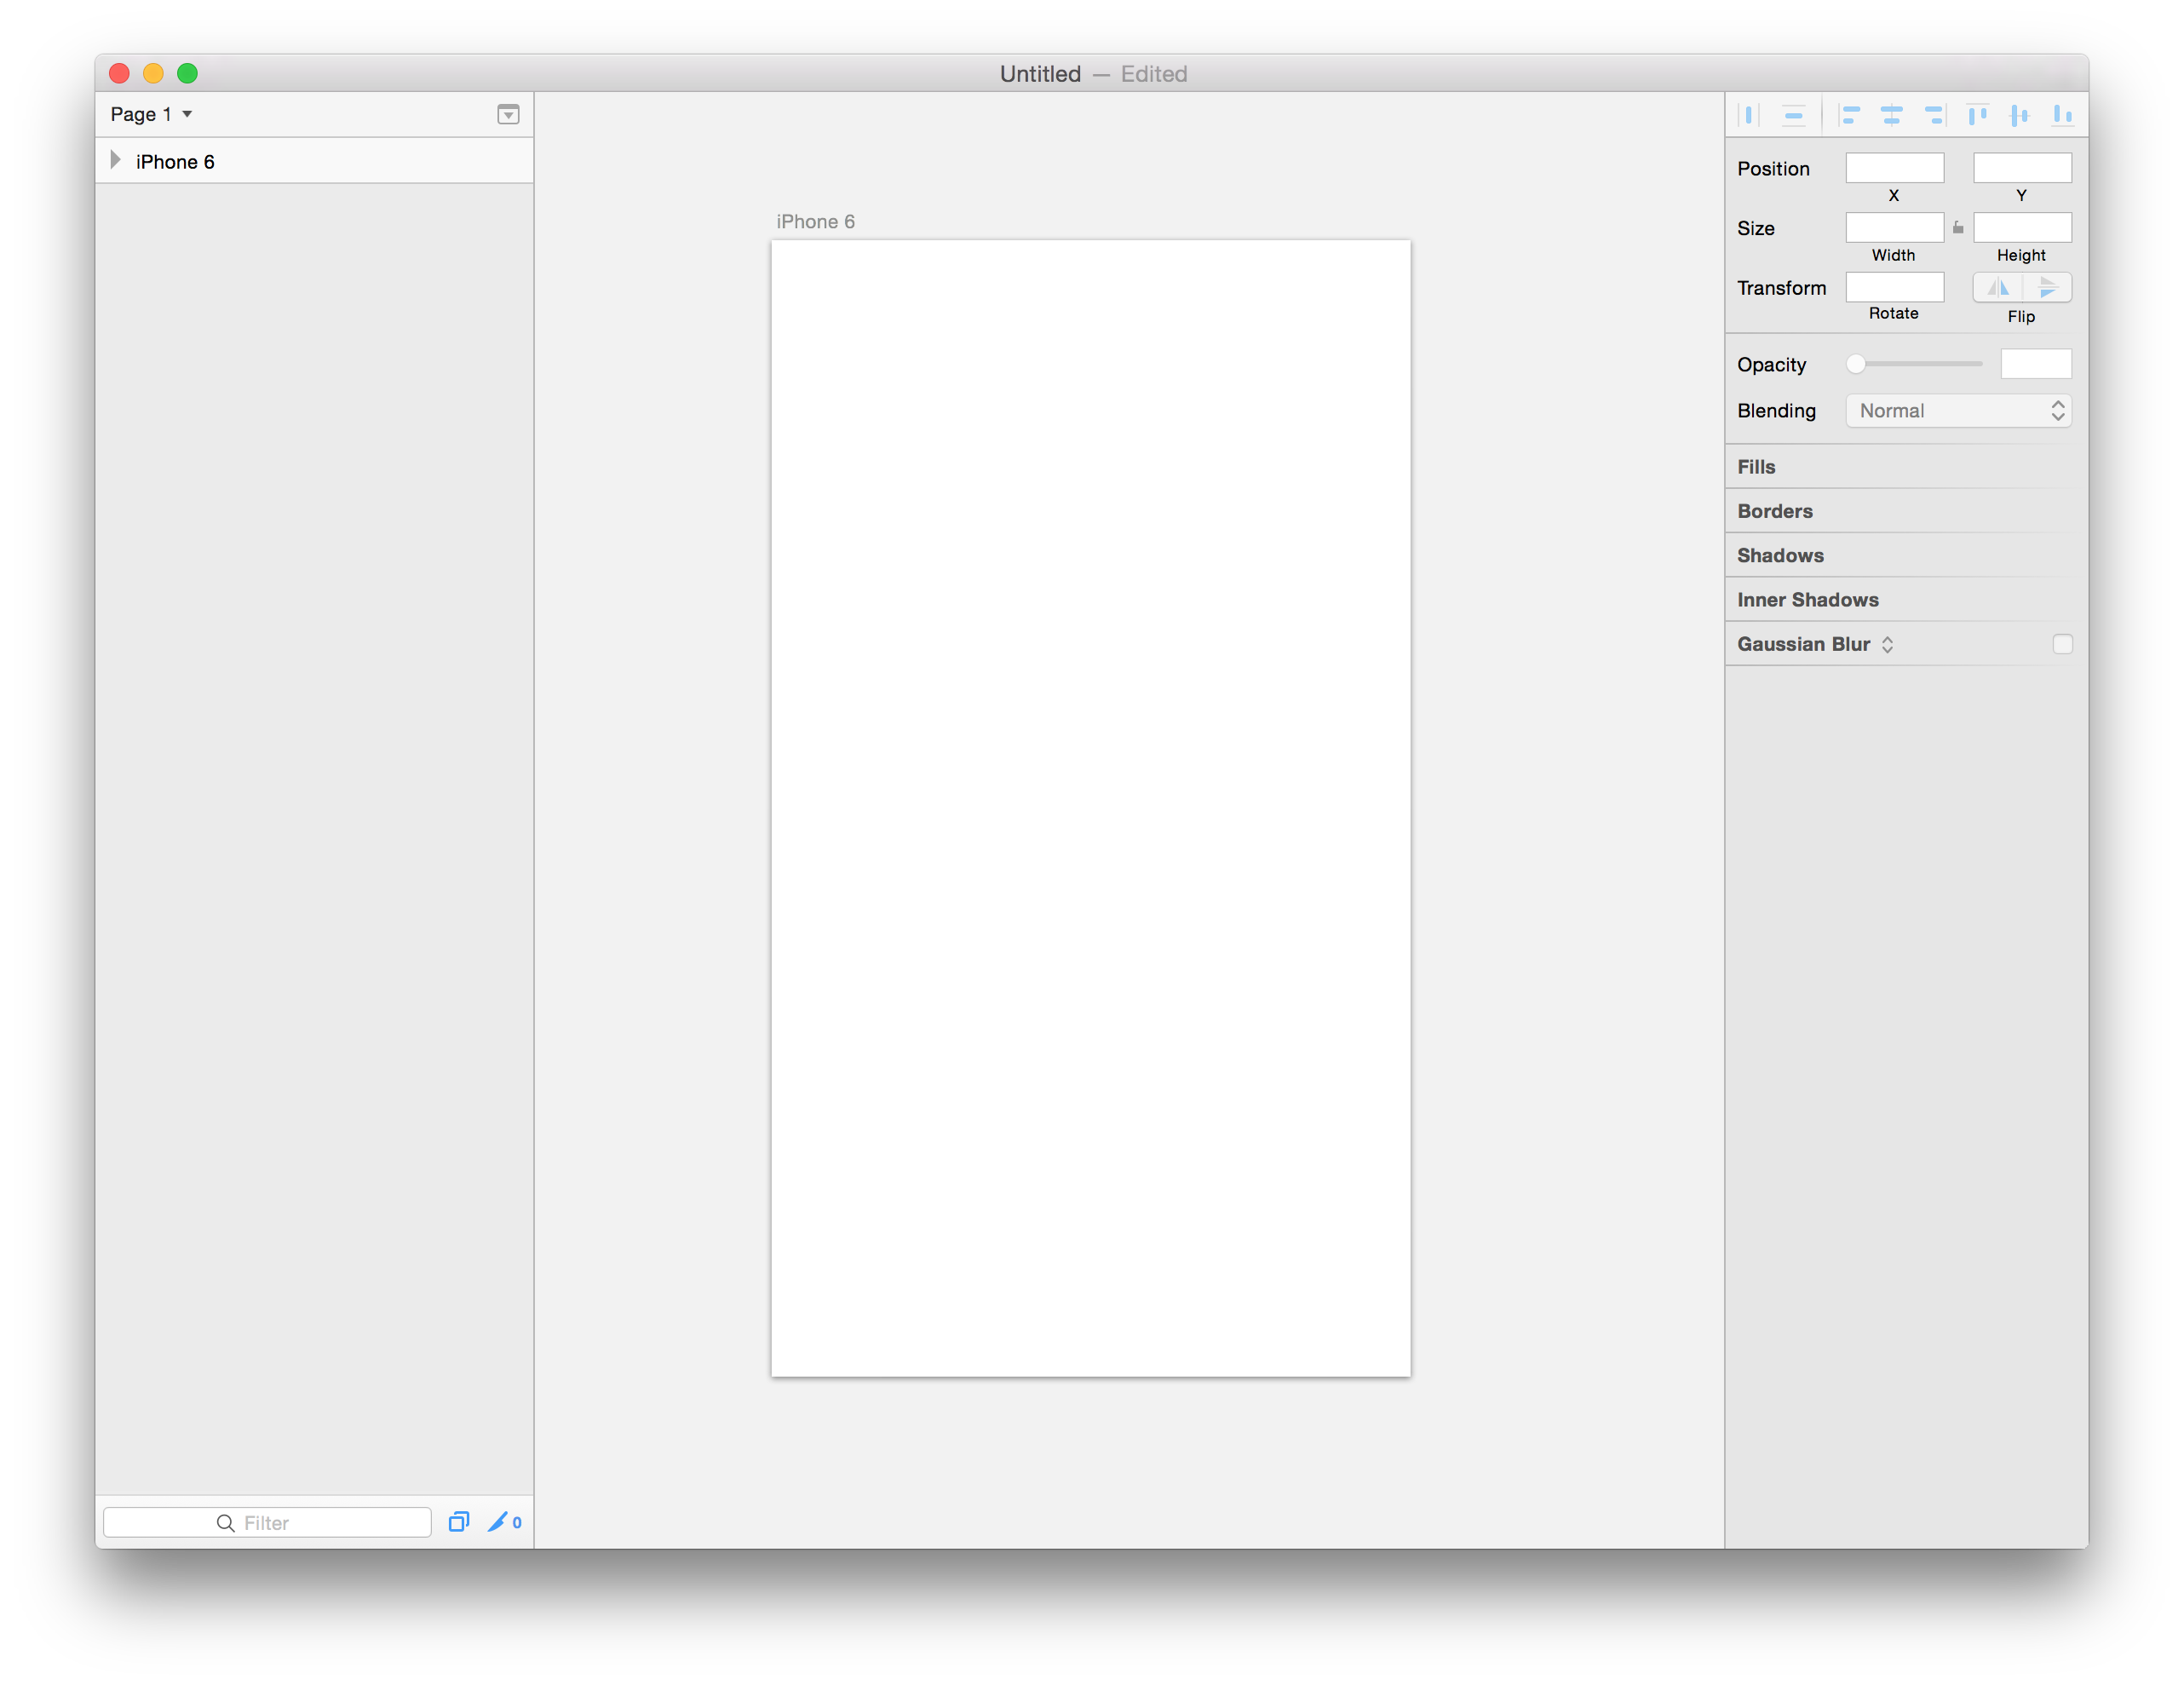 Untitled — Edited
Page 1
iPhone 6
iPhone 6
Position
X
Y
Size
Width
Height
Transform
Rotate
Flip
Opacity
Blending
Normal
Fills
Borders
Shadows
Inner Shadows
Gaussian Blur
Filter
0